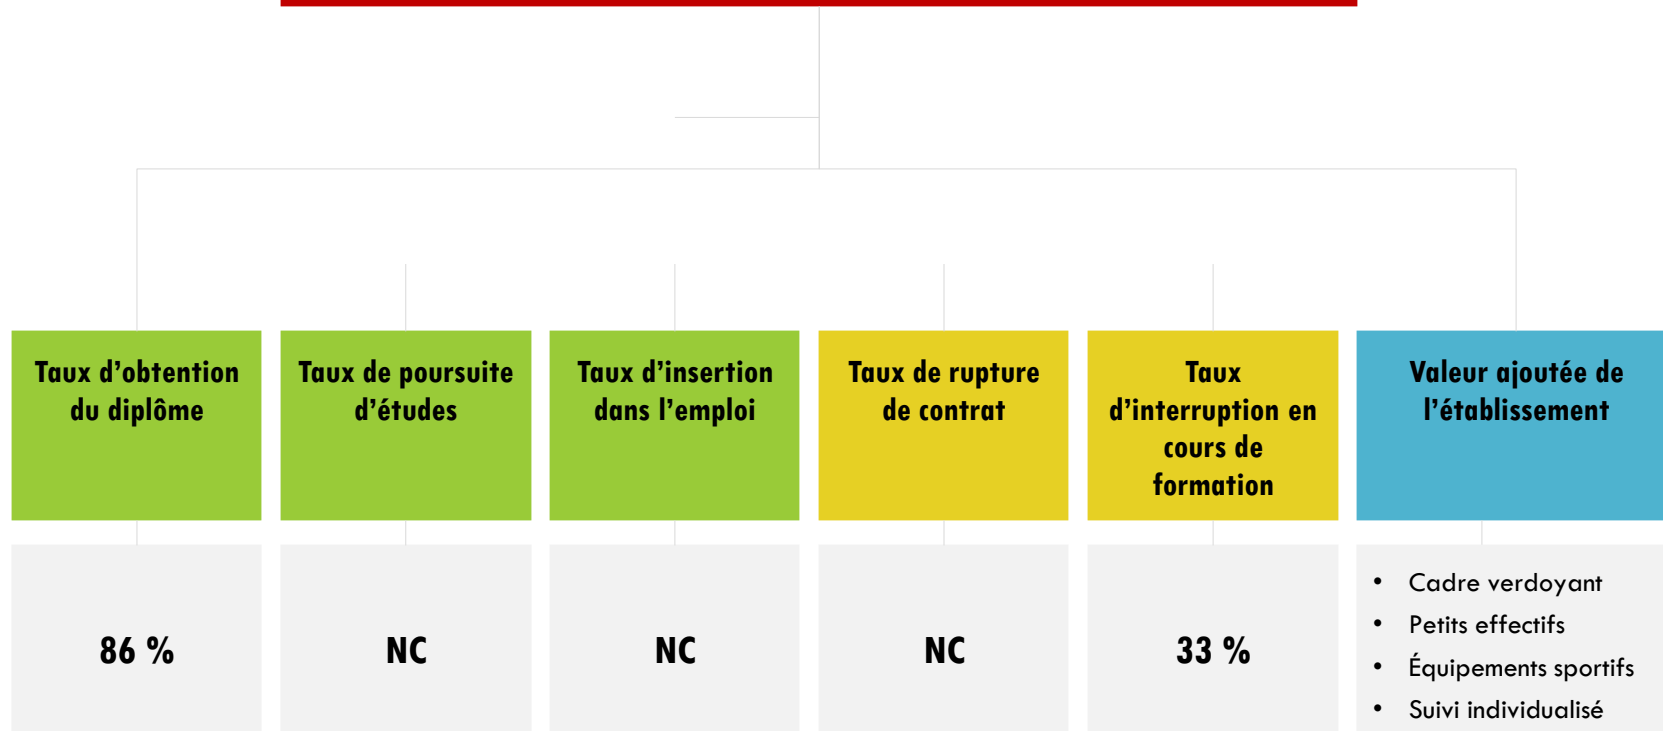 Taux d’obtention
du diplôme
Taux de poursuite
d’études
Taux d’insertion
dans l’emploi
Taux de rupture
de contrat
Taux
d’interruption en
cours de
formation
Valeur ajoutée de
l’établissement
86 %
NC
NC
NC
33 %
• Cadre verdoyant
• Petits effectifs
• Équipements sportifs
• Suivi individualisé